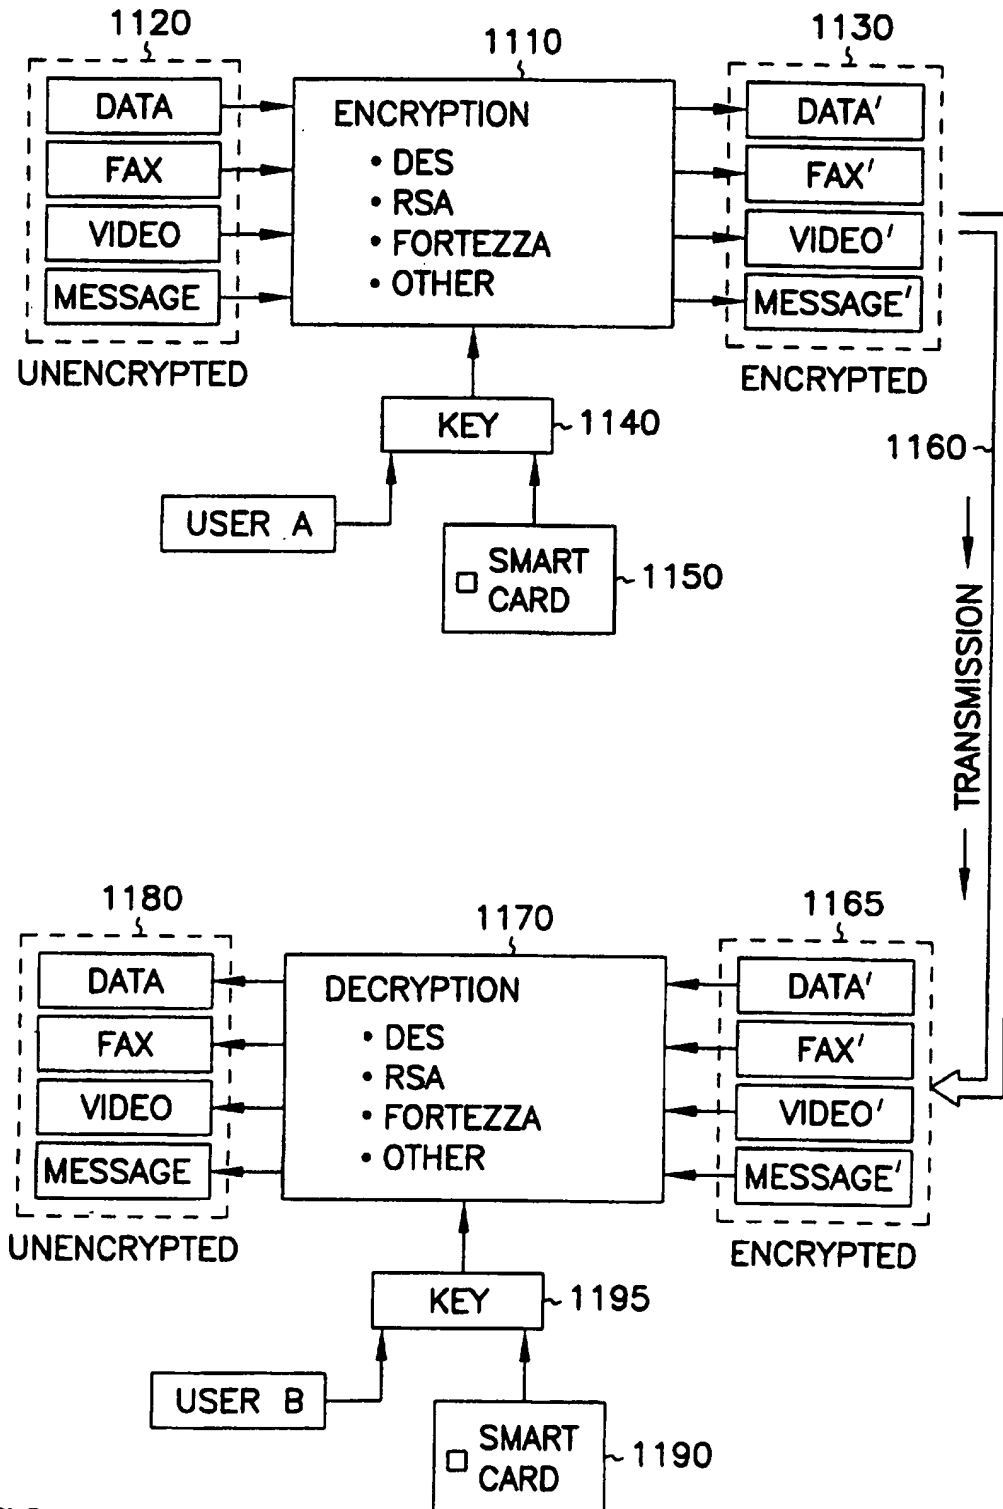 1120
1110
1130
DATA
FAX
VIDEO
MESSAGE
UNENCRYPTED
ENCRYPTION
• DES
• RSA
• FORTEZZA
• OTHER
DATA'
FAX'
VIDEO'
MESSAGE'
ENCRYPTED
KEY
1140
USER A
SMART
CARD
1150
1160
TRANSMISSION
1180
1170
1165
DATA
FAX
VIDEO
MESSAGE
UNENCRYPTED
DECRYPTION
• DES
• RSA
• FORTEZZA
• OTHER
DATA'
FAX'
VIDEO'
MESSAGE'
ENCRYPTED
KEY
1195
USER B
SMART
CARD
1190